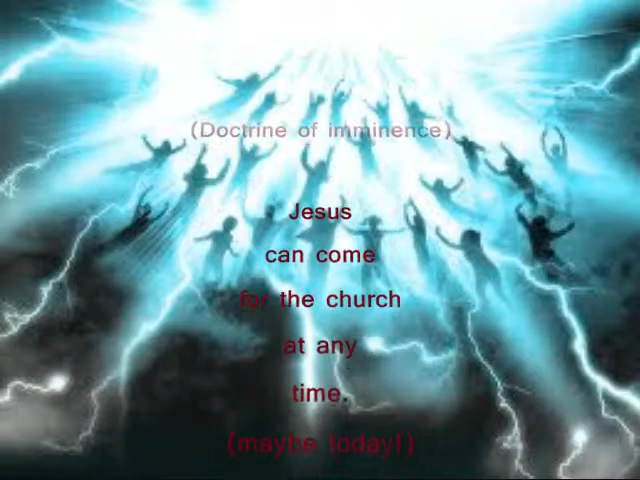 (Doctrine of imminence)
Jesus
can come
for the church
at any
time.
(maybe today!)